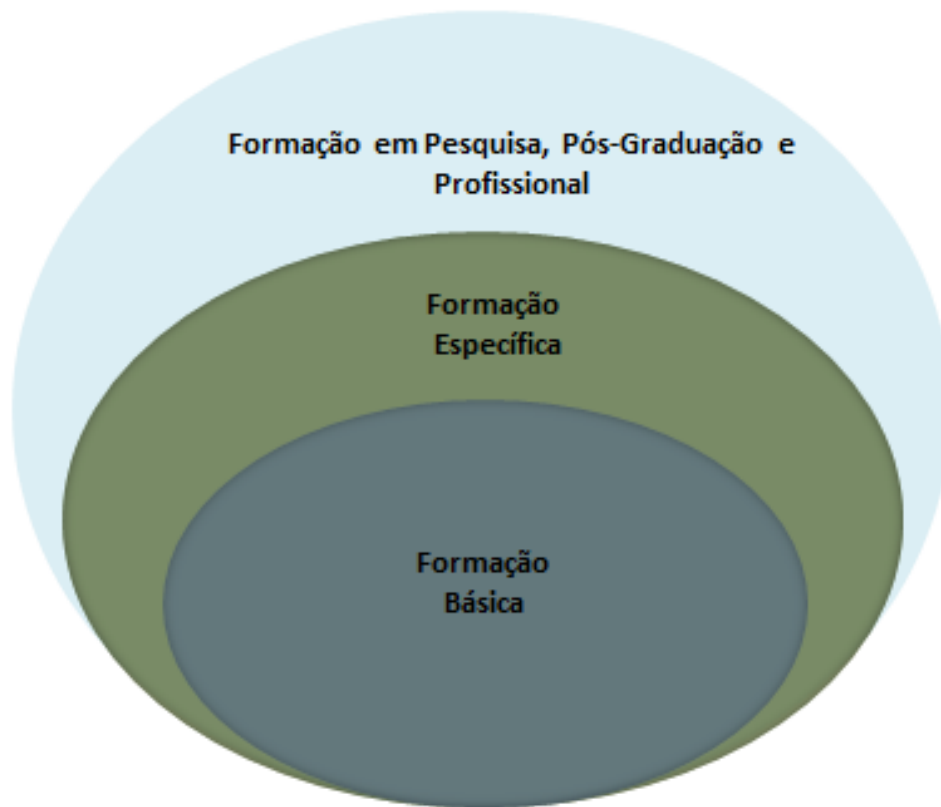 Formação em Pesquisa, Pós-Graduação e
Profissional
Formação
Específica
Formação
Básica